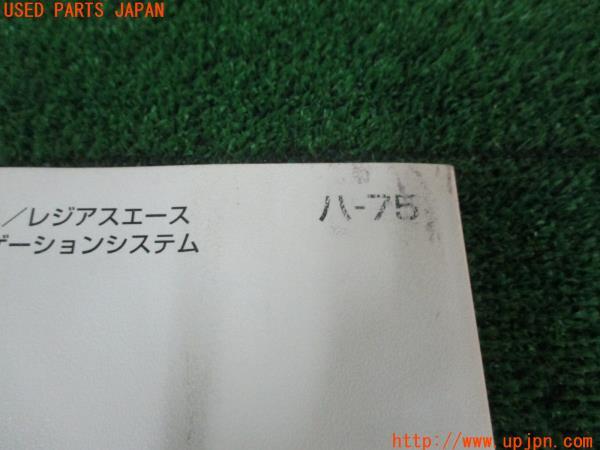 USED PARTS JAPAN
ハ-75
／レジアスエース
ゲーションシステム
http://www.upjpn.com/